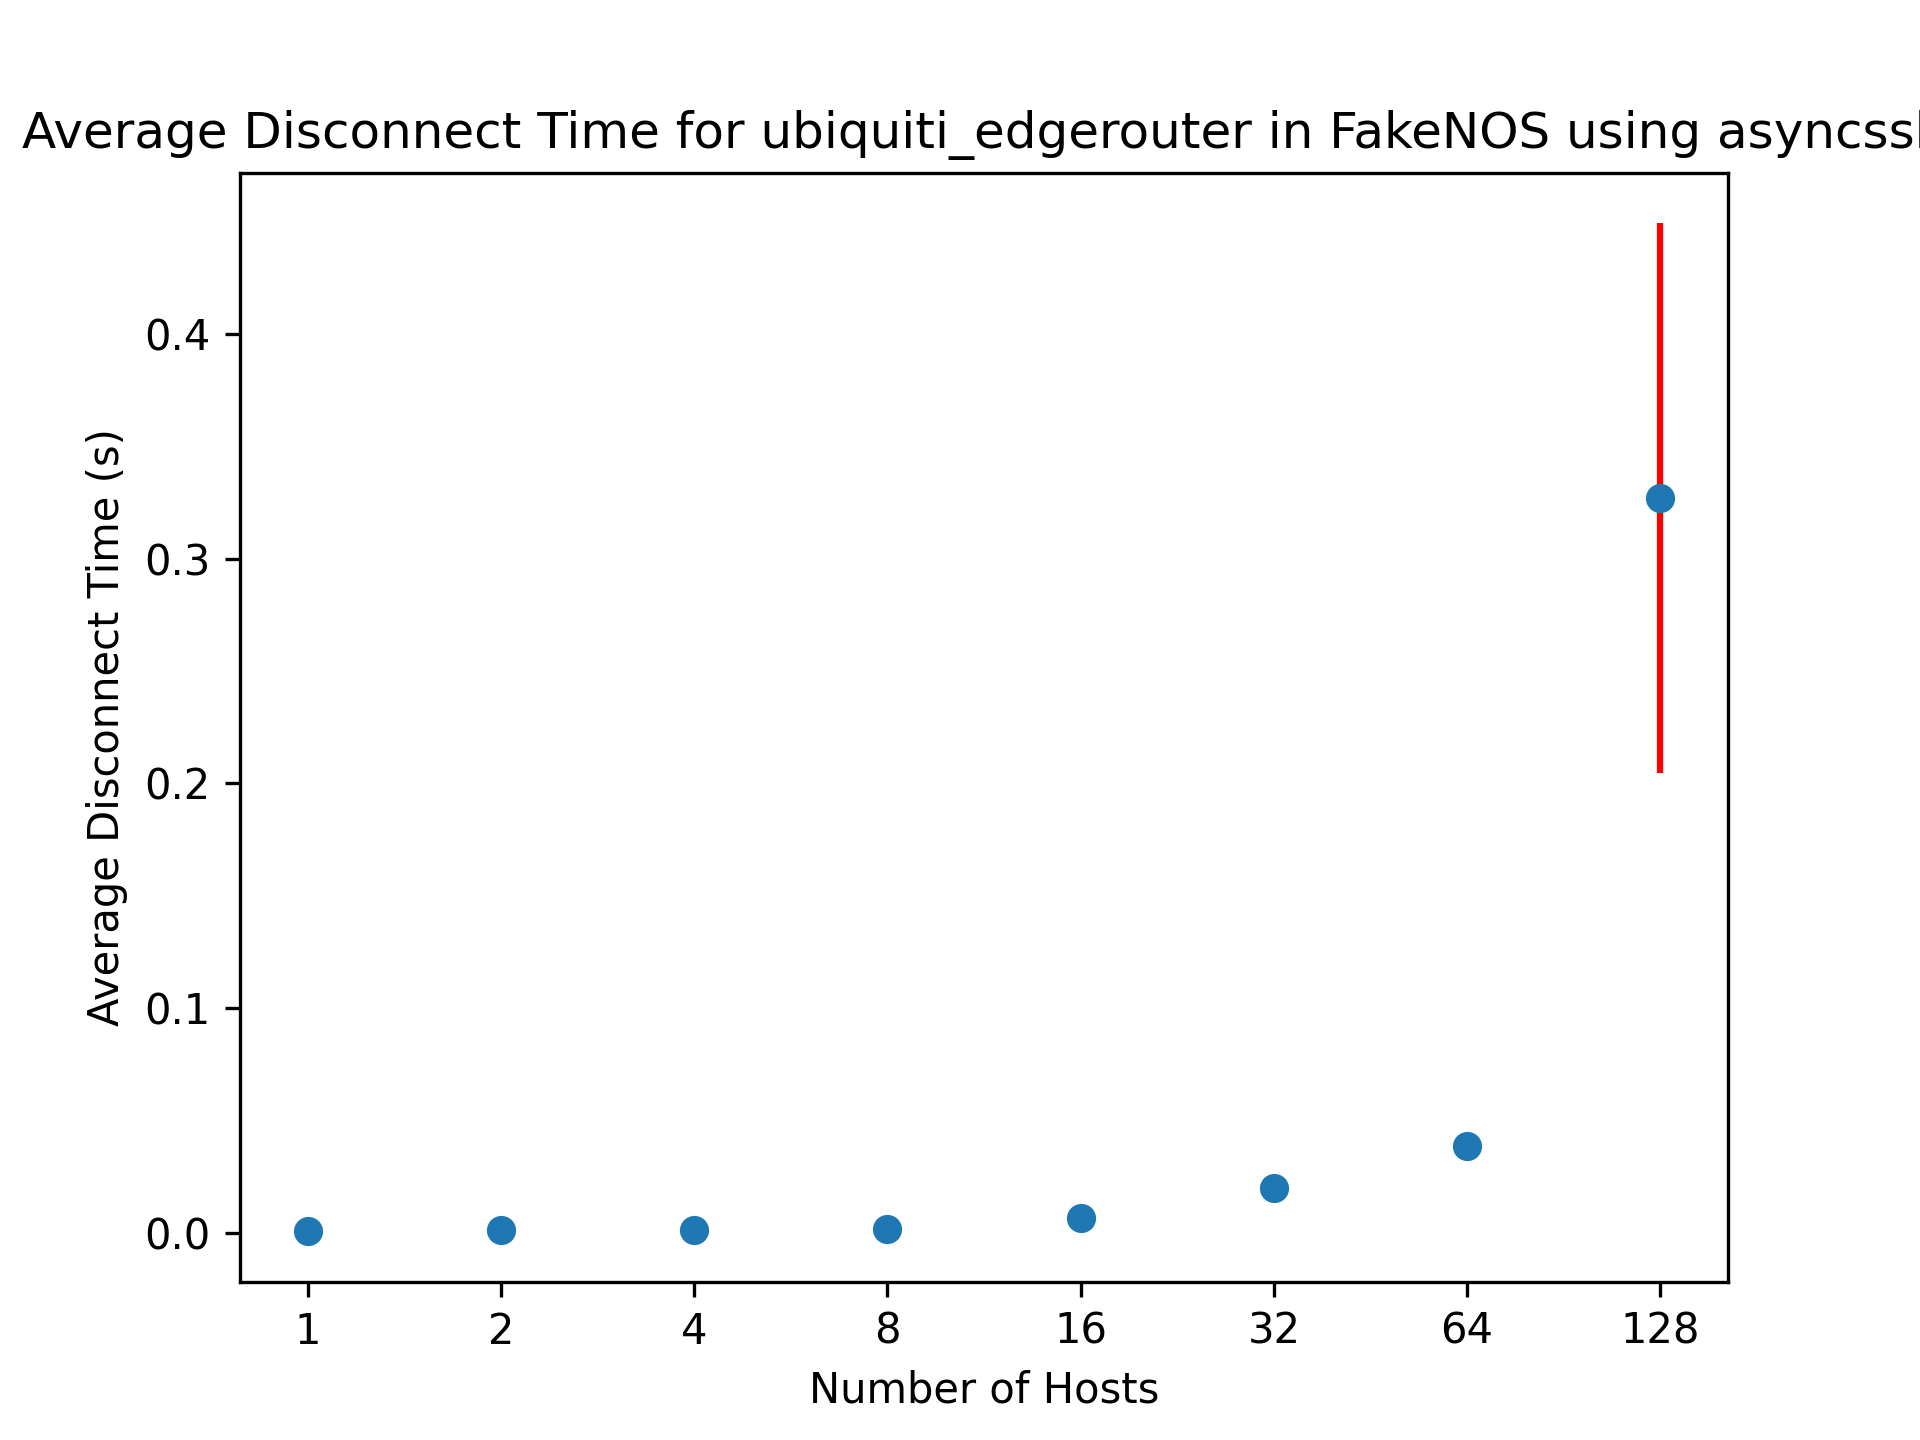 Average Disconnect Time for ubiquiti_edgerouter in FakeNOS using
Average Disconnect Time (s)
0.4
0.3
0.2
0.1
0.0
1 2 4 8 16 32 64 128
Number of Hosts